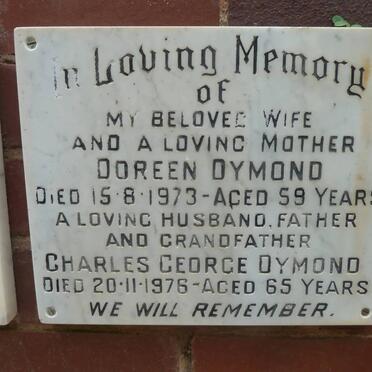 In Loving Memory
of
MY BELOVED WIFE
AND A LOVING MOTHER
DOREEN DYMOND
DIED 15·8·1973-AGED 59 YEARS
A LOVING HUSBAND, FATHER
AND GRANDFATHER
CHARLES GEORGE DYMOND
DIED 20·11·1976-AGED 65 YEARS
WE WILL REMEMBER.